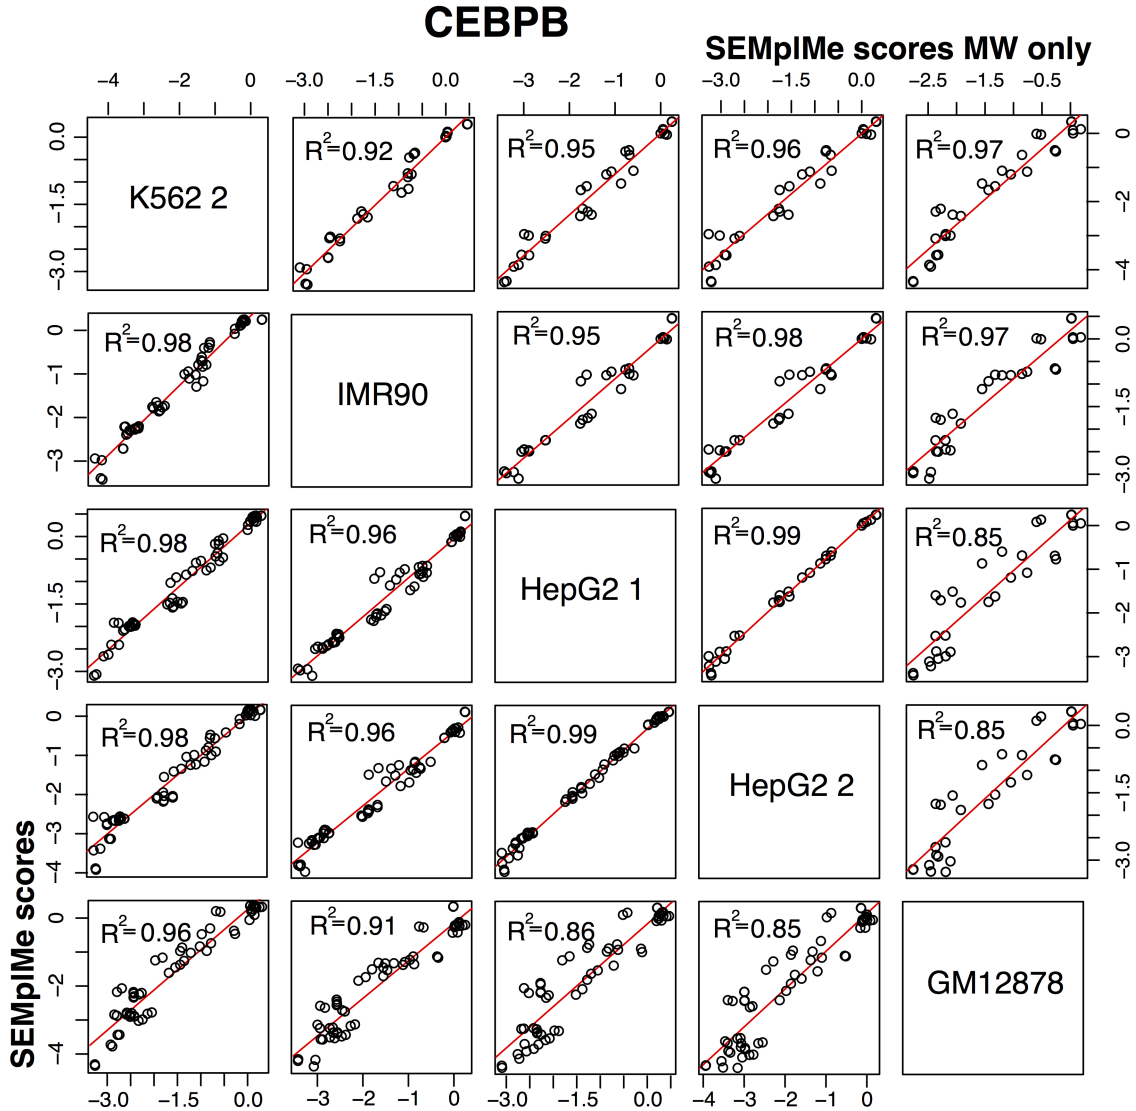 CEBPB
SEMplMe scores MW only
−4 −2 0 −3.0 −1.5 0.0 −3 −2 −1 0 −3.0 −1.5 0.0 −2.5 −1.5 −0.5
K562 2 R²=0.92 R²=0.95 R²=0.96 R²=0.97
0.0 −1.5 −3.0
0 −2 −4
R²=0.98 IMR90 R²=0.95 R²=0.98 R²=0.97
0 −1 −2 −3
0.0 −1.5 −3.0
R²=0.98 R²=0.96 HepG2 1 R²=0.99 R²=0.85
0.0 −1.5 −3.0
0 −1 −2 −3
R²=0.98 R²=0.96 R²=0.99 HepG2 2 R²=0.85
0 −1 −2 −3 −4
0.0 −1.5 −3.0
R²=0.96 R²=0.91 R²=0.86 R²=0.85 GM12878
0 −2 −4
−3.0 −1.5 0.0 −3 −2 −1 0 −3.0 −1.5 0.0 −4 −3 −2 −1 0
SEMplMe scores